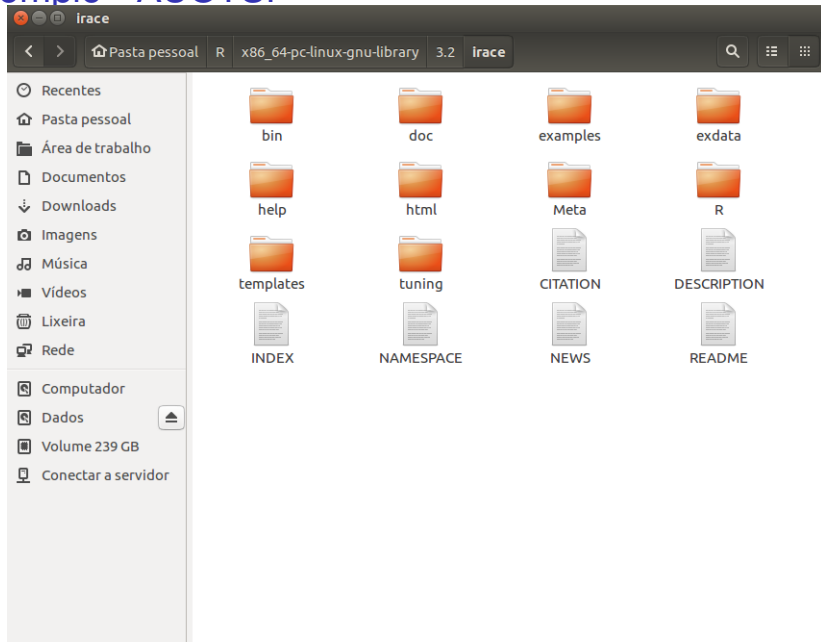 irace
Pasta pessoal R x86_64-pc-linux-gnu-library 3.2 irace
Recentes
Pasta pessoal
Área de trabalho
Documentos
Downloads
Imagens
Música
Vídeos
Lixeira
Rede
Computador
Dados
Volume 239 GB
Conectar a servidor
bin doc examples exdata
help html Meta R
templates tuning CITATION DESCRIPTION
INDEX NAMESPACE NEWS README